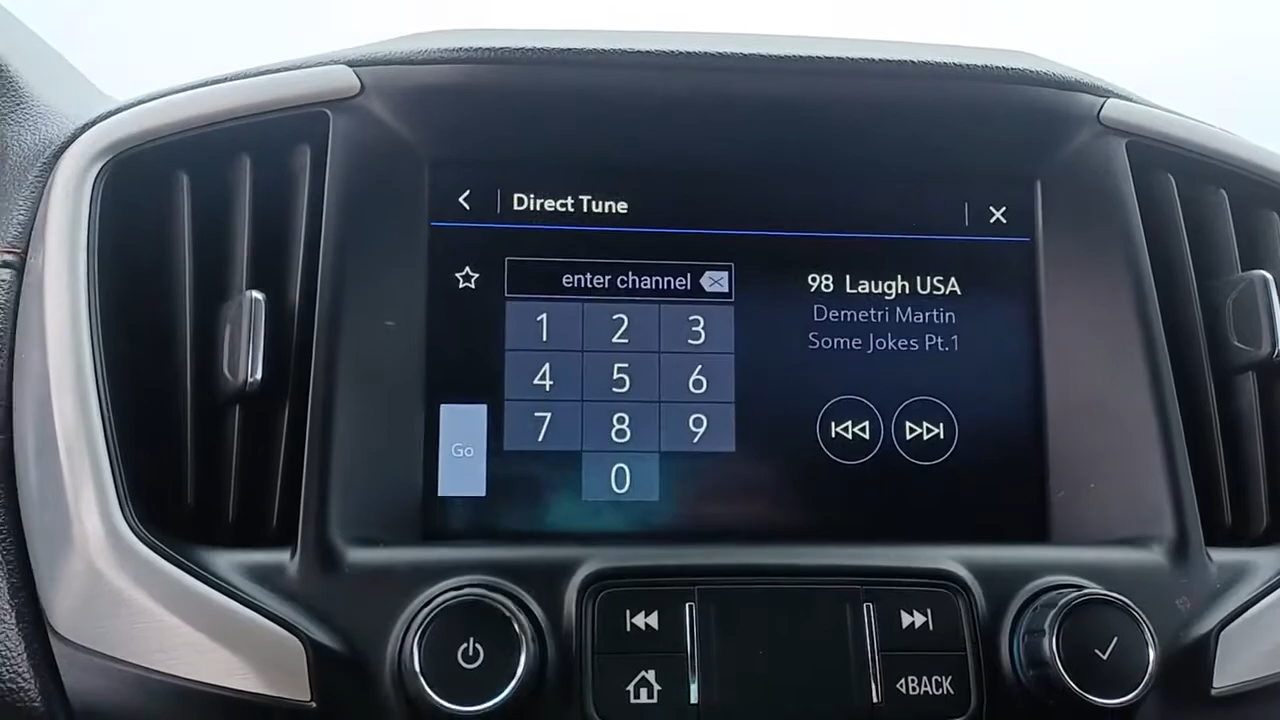 Direct Tune
enter channel
1 2 3
4 5 6
7 8 9
0
Go
98 Laugh USA
Demetri Martin
Some Jokes Pt.1
BACK